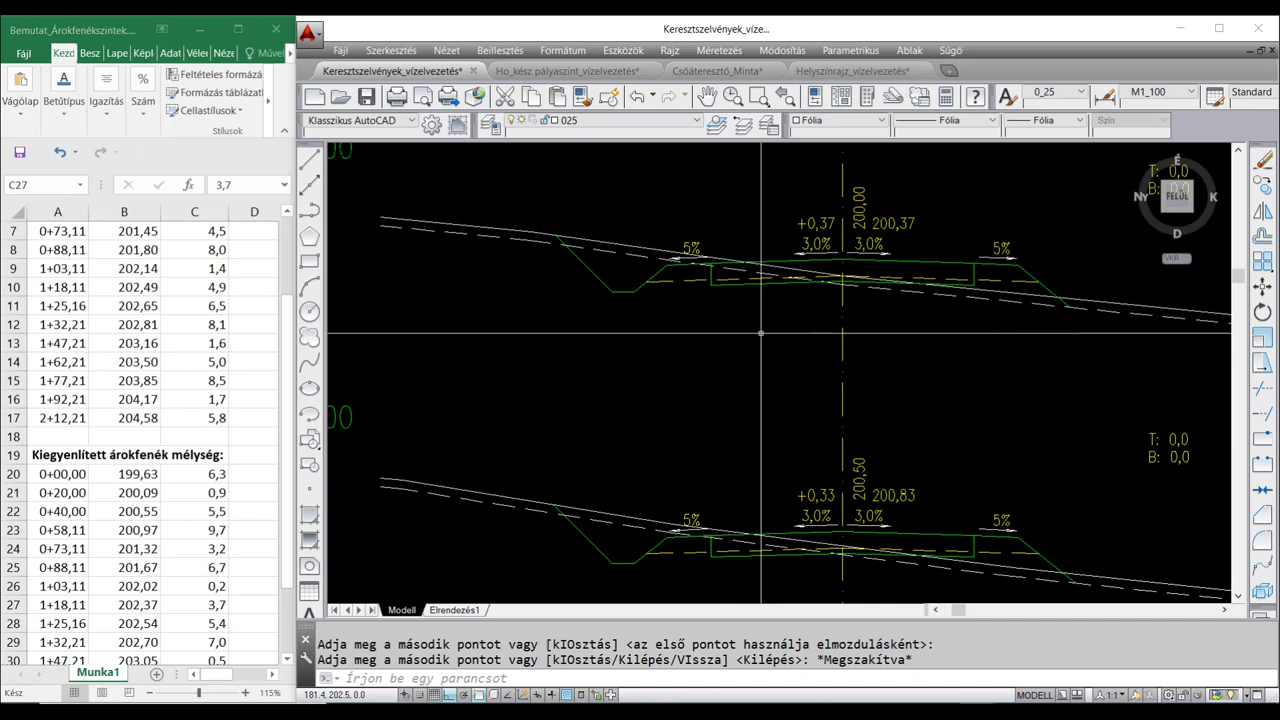 Bemutat_Árokfenékszintek....
Fájl Kezd Besz Lape Képl Adat Véle Néze Művel
Vágólap
Betűtípus
Igazítás
Szám
Feltételes formázá
Formázás táblázatl
Cellastílusok
Stílusok
C27
3,7
A B C D
7 0+73,11 201,45 4,5
8 0+88,11 201,80 8,0
9 1+03,11 202,14 1,4
10 1+18,11 202,49 4,9
11 1+25,16 202,65 6,5
12 1+32,21 202,81 8,1
13 1+47,21 203,16 1,6
14 1+62,21 203,50 5,0
15 1+77,21 203,85 8,5
16 1+92,21 204,17 1,7
17 2+12,21 204,58 5,8
18
19 Kiegyenlített árokfenék mélység:
20 0+00,00 199,63 6,3
21 0+20,00 200,09 0,9
22 0+40,00 200,55 5,5
23 0+58,11 200,97 9,7
24 0+73,11 201,32 3,2
25 0+88,11 201,67 6,7
26 1+03,11 202,02 0,2
27 1+18,11 202,37 3,7
28 1+25,16 202,54 5,4
29 1+32,21 202,70 7,0
30 1+47,21 203,05 0,5
Munka1
Kész
115%
Keresztszelvények_víze...
Fájl Szerkesztés Nézet Beillesztés Formátum Eszközök Rajz Méretezés Módosítás Parametrikus Ablak Súgó
Keresztszelvények_vízelvezetés* Ho_kész pályaszint_vízelvezetés* Csőáteresztő_Minta* Helyszínrajz_vízelvezetés*
0_25
M1_100
Standard
Klasszikus AutoCAD
025
Fólia
Fólia
Fólia
Szín
00
200,00
+0,37 200,37
3,0% 3,0%
5%
5%
T: 0,0
B: 0,0
É
NY FELÜL K
D
VKR
00
200,50
+0,33 200,83
3,0% 3,0%
5%
5%
T: 0,0
B: 0,0
Modell Elrendezés1
Adja meg a második pontot vagy [kIOsztás] <az első pontot használja elmozdulásként>:
Adja meg a második pontot vagy [kIOsztás/Kilépés/VIssza] <Kilépés>: *Megszakítva*
Írjon be egy parancsot
181.4, 202.5, 0.0
MODELL
1:1